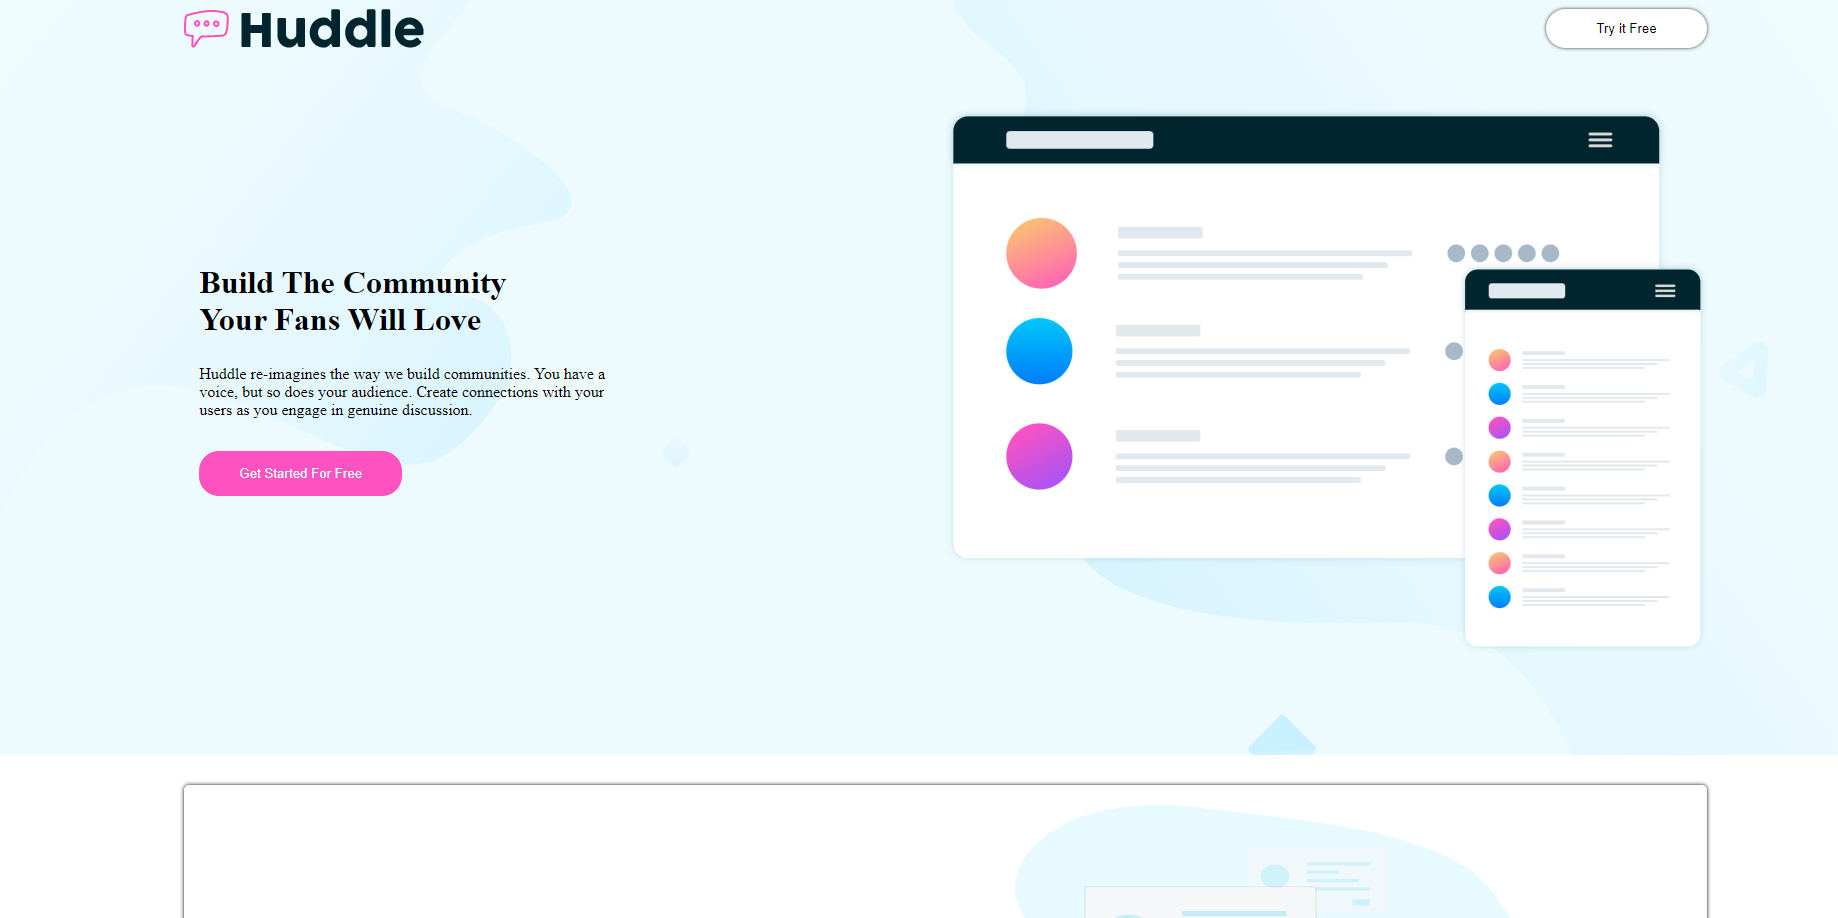 Huddle
Try it Free
Build The Community
Your Fans Will Love
Huddle re-imagines the way we build communities. You have a
voice, but so does your audience. Create connections with your
users as you engage in genuine discussion.
Get Started For Free